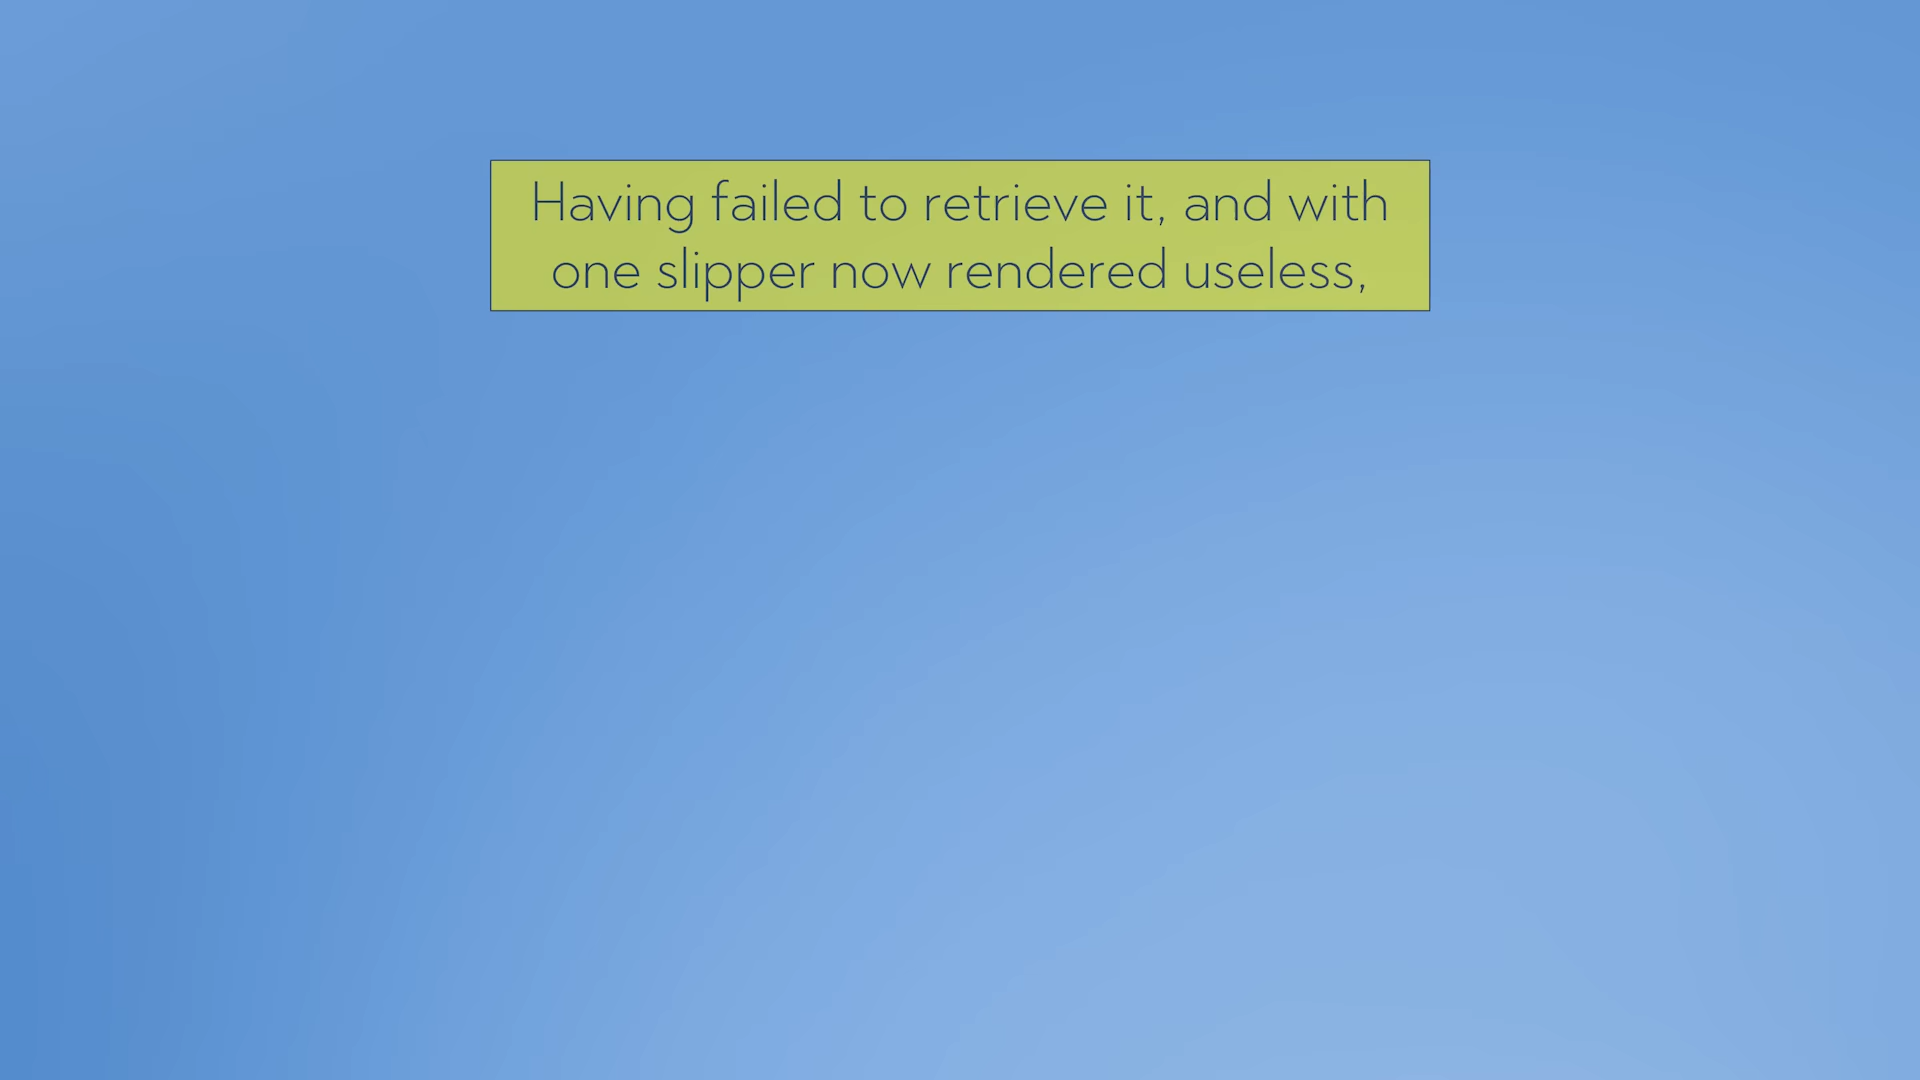 Having failed to retrieve it, and with
one slipper now rendered useless,